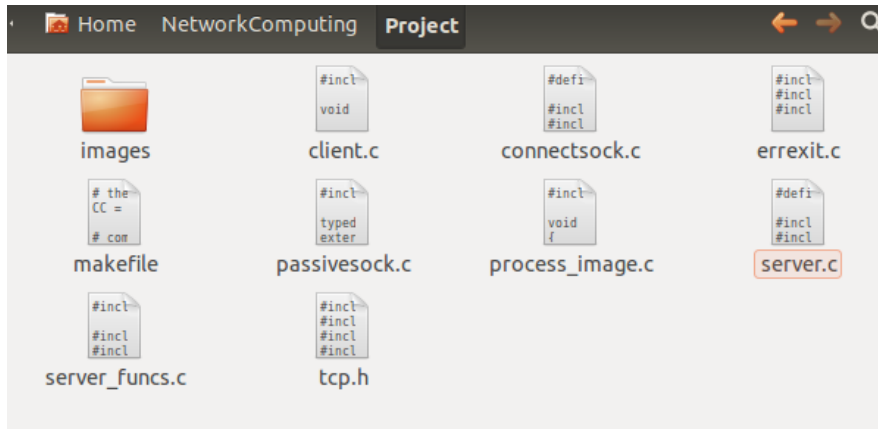 Home NetworkComputing Project
#incl #defi #incl
void #incl #incl
#incl #incl
images client.c connectsock.c errexit.c
# the #incl #incl #defi
CC = typed void #incl
# com exter { #incl
makefile passivesock.c process_image.c server.c
#incl #incl
#incl #incl
#incl #incl
#incl
server_funcs.c tcp.h